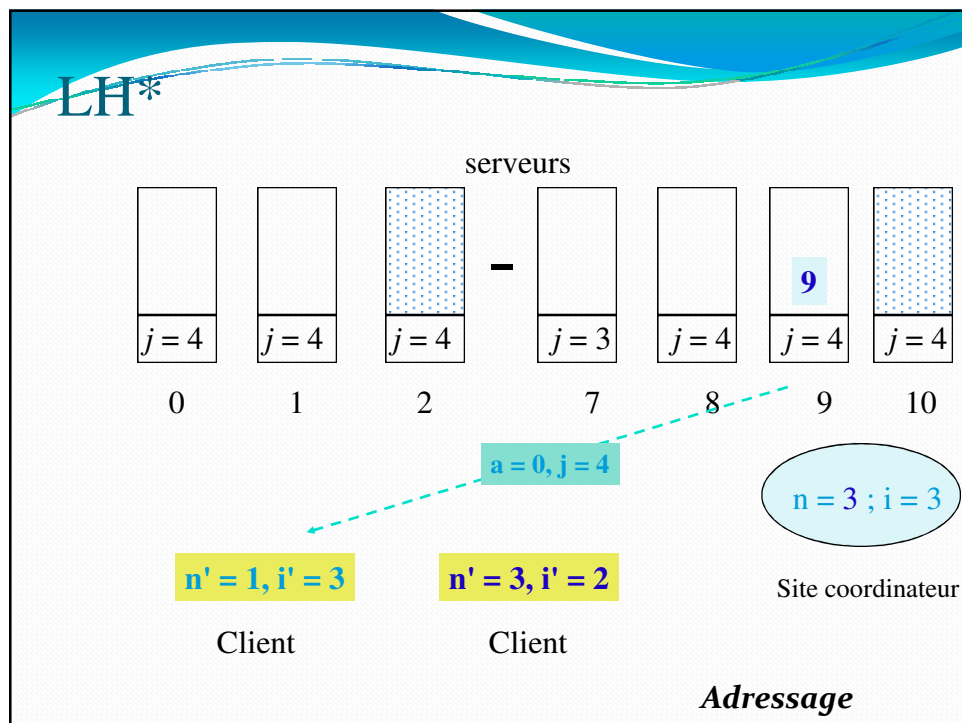 LH*
serveurs
9
j = 4 j = 4 j = 4 j = 3 j = 4 j = 4 j = 4
0 1 2 7 8 9 10
a = 0, j = 4
n = 3 ; i = 3
n' = 1, i' = 3 n' = 3, i' = 2
Site coordinateur
Client Client
Adressage